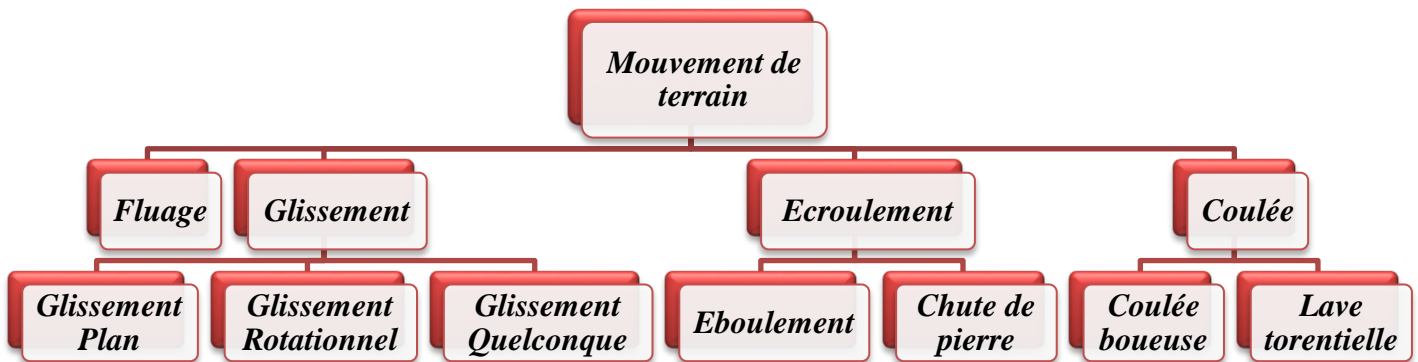 Mouvement de
terrain
Fluage
Glissement
Ecroulement
Coulée
Glissement
Plan
Glissement
Rotationnel
Glissement
Quelconque
Eboulement
Chute de
pierre
Coulée
boueuse
Lave
torentielle